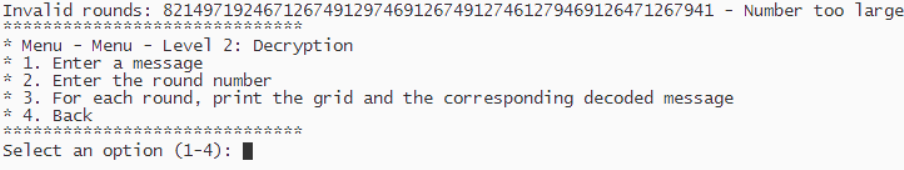 Invalid rounds: 8214971924671267491297469126749127461279469126471267941 - Number too large
******************************
* Menu - Menu - Level 2: Decryption
* 1. Enter a message
* 2. Enter the round number
* 3. For each round, print the grid and the corresponding decoded message
* 4. Back
******************************
Select an option (1-4):